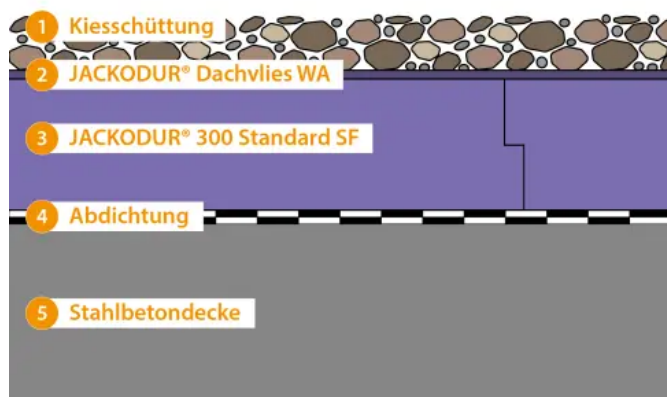 1 Kiesschüttung
2 JACKODUR® Dachvlies WA
3 JACKODUR® 300 Standard SF
4 Abdichtung
5 Stahlbetondecke